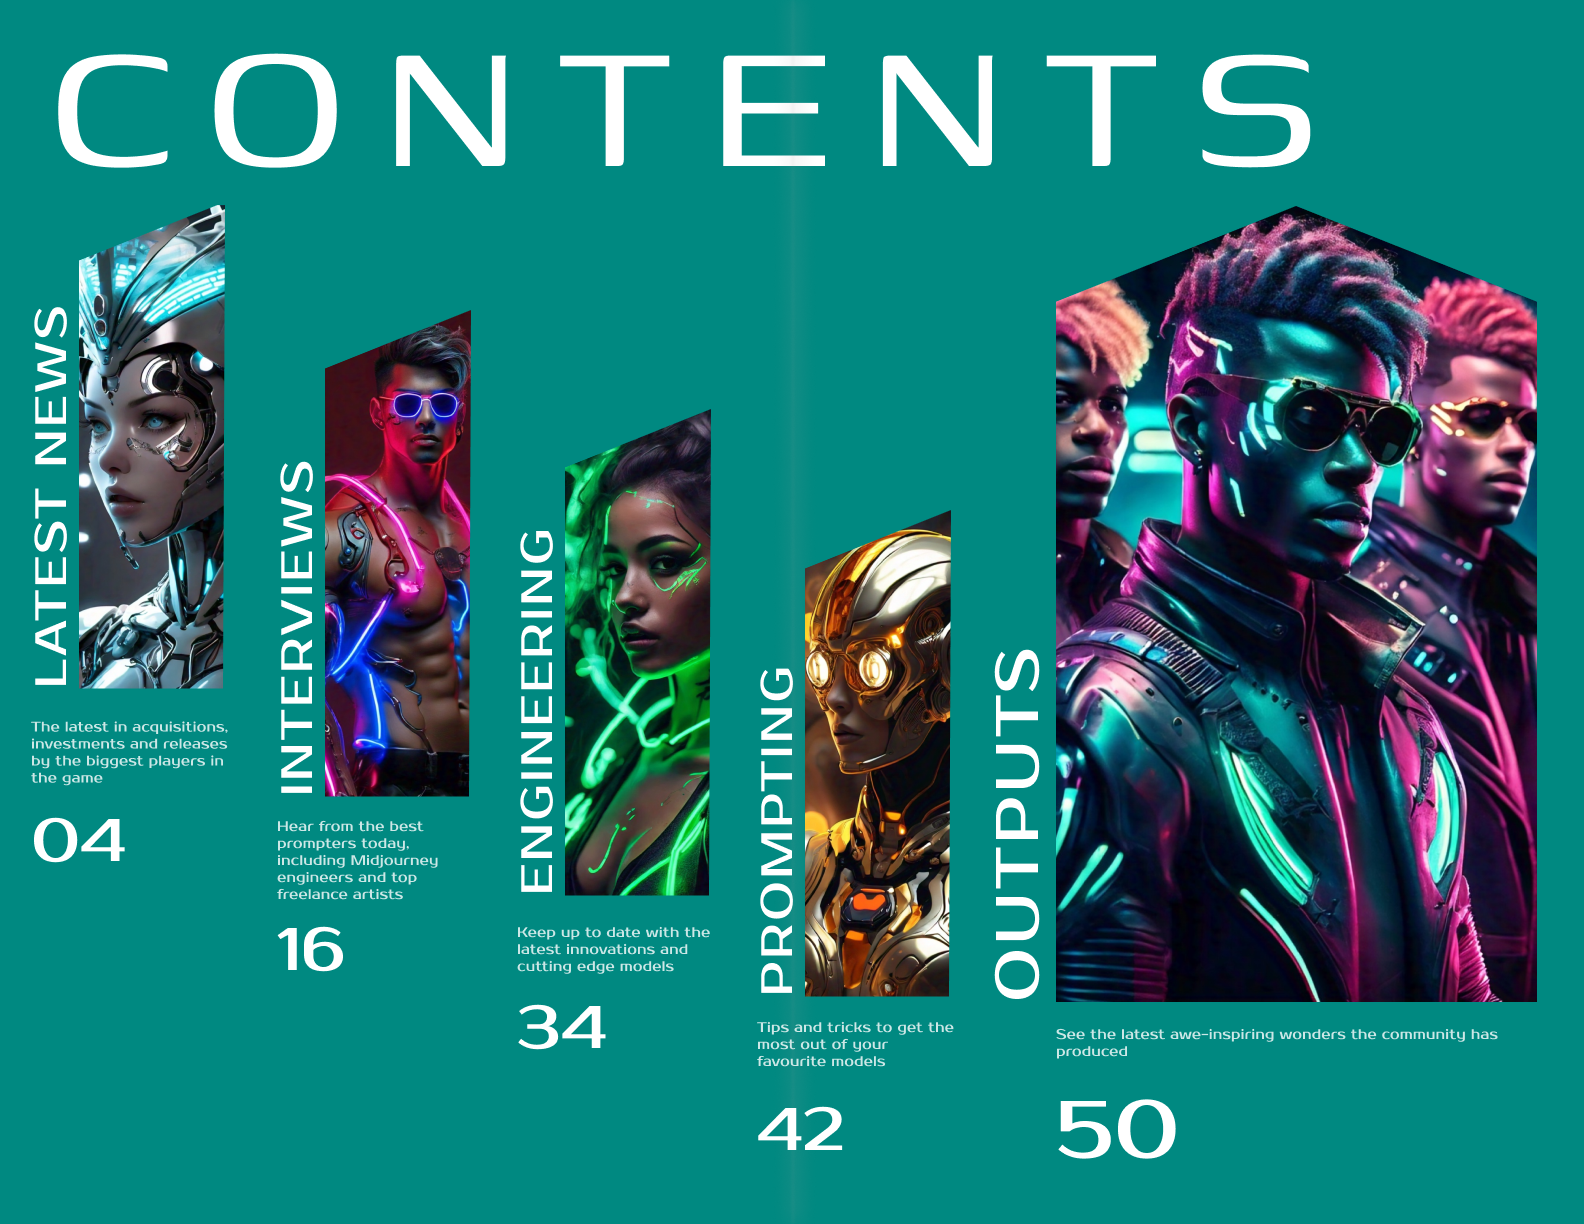 CONTENTS
LATEST NEWS
The latest in acquisitions,
investments and releases
by the biggest players in
the game
04
INTERVIEWS
Hear from the best
prompters today,
including Midjourney
engineers and top
freelance artists
16
ENGINEERING
Keep up to date with the
latest innovations and
cutting edge models
34
PROMPTING
Tips and tricks to get the
most out of your
favourite models
42
OUTPUTS
See the latest awe-inspiring wonders the community has
produced
50